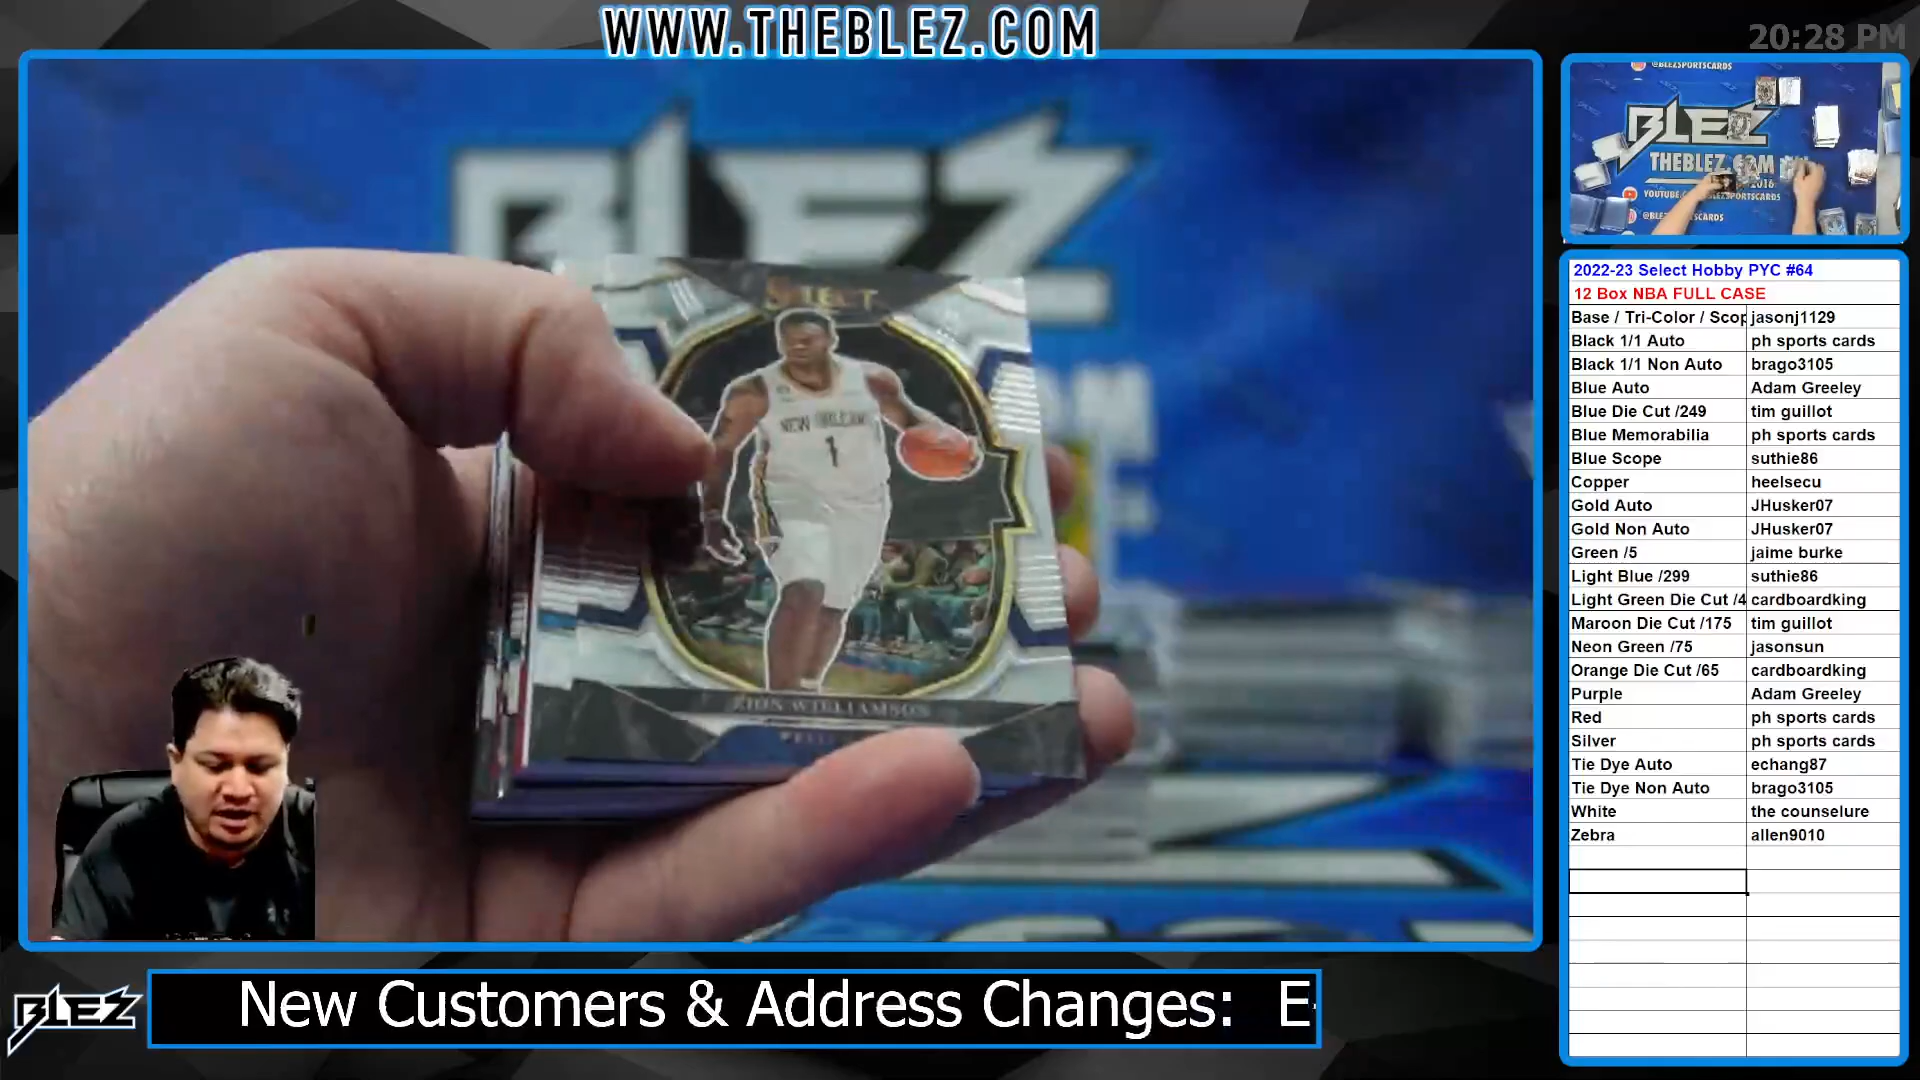 WWW.THEBLEZ.COM
20:28 PM
BLEZ
SELECT
NEW ORLEANS
1
ZION WILLIAMSON
@BLEZSPORTSCARDS
BLEZ
THEBLEZ.COM
2016
@BLEZSPORTSCARDS
2022-23 Select Hobby PYC #64
12 Box NBA FULL CASE
Base / Tri-Color / Scop jasonj1129
Black 1/1 Auto ph sports cards
Black 1/1 Non Auto brago3105
Blue Auto Adam Greeley
Blue Die Cut /249 tim guillot
Blue Memorabilia ph sports cards
Blue Scope suthie86
Copper heelsecu
Gold Auto JHusker07
Gold Non Auto JHusker07
Green /5 jaime burke
Light Blue /299 suthie86
Light Green Die Cut /4 cardboardking
Maroon Die Cut /175 tim guillot
Neon Green /75 jasonsun
Orange Die Cut /65 cardboardking
Purple Adam Greeley
Red ph sports cards
Silver ph sports cards
Tie Dye Auto echang87
Tie Dye Non Auto brago3105
White the counselure
Zebra allen9010
BLEZ
New Customers & Address Changes: E-